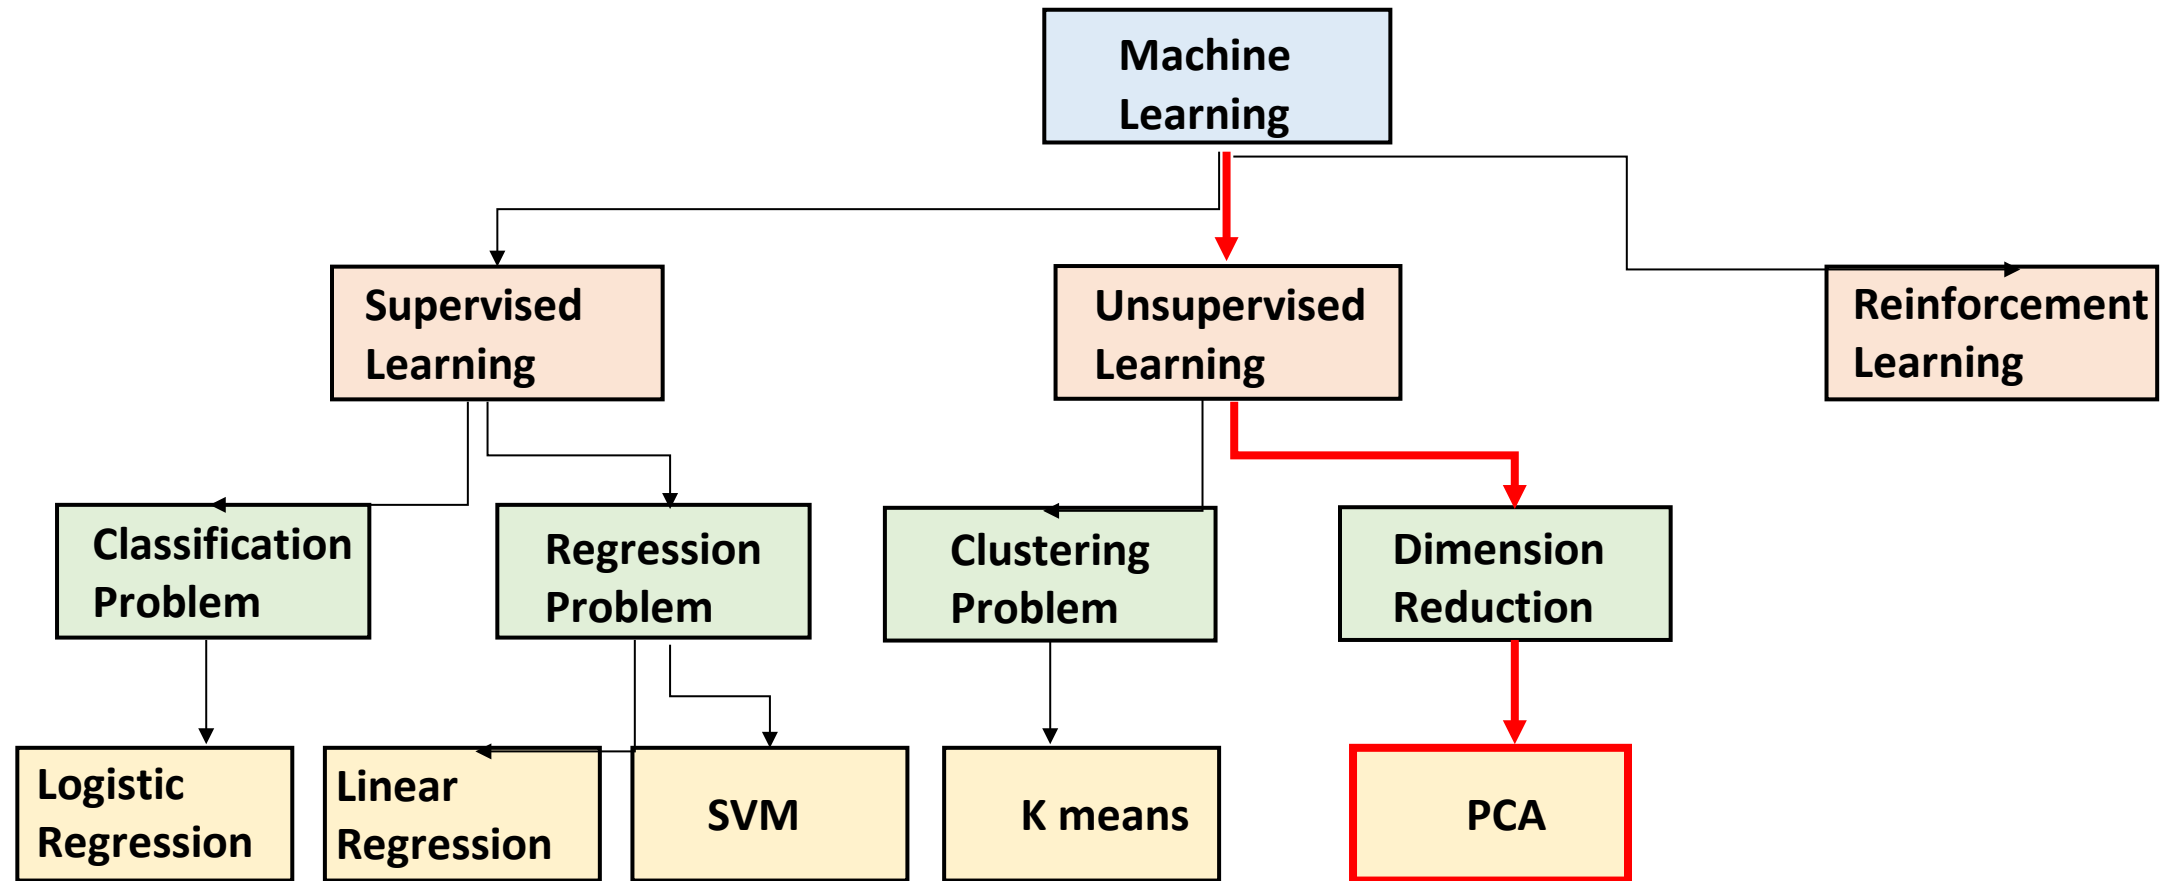 Machine
Learning
Supervised
Learning
Unsupervised
Learning
Reinforcement
Learning
Classification
Problem
Regression
Problem
Clustering
Problem
Dimension
Reduction
Logistic
Regression
Linear
Regression
SVM
K means
PCA